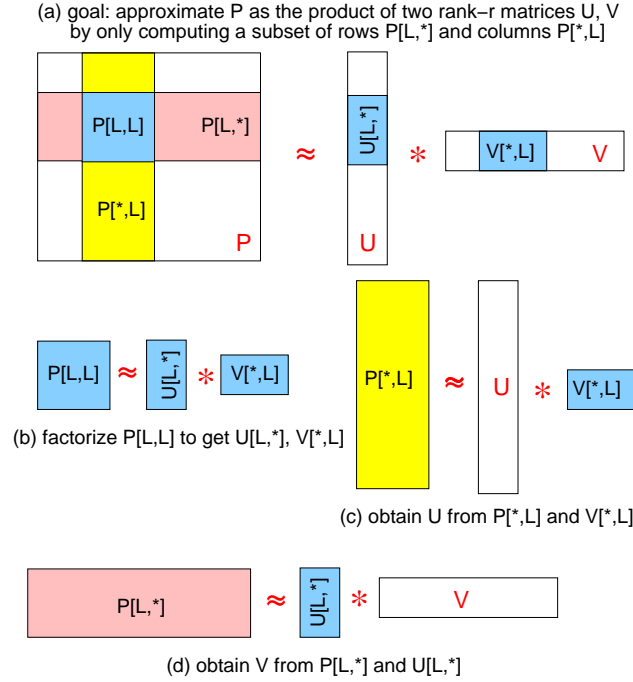 (a) goal: approximate P as the product of two rank−r matrices U, V
by only computing a subset of rows P[L,*] and columns P[*,L]
P[L,L]
P[L,*]
P[*,L]
P
≈
U[L,*]
U
*
V[*,L]
V
P[L,L]
≈
U[L,*]
*
V[*,L]
(b) factorize P[L,L] to get U[L,*], V[*,L]
P[*,L]
≈
U
*
V[*,L]
(c) obtain U from P[*,L] and V[*,L]
P[L,*]
≈
U[L,*]
*
V
(d) obtain V from P[L,*] and U[L,*]